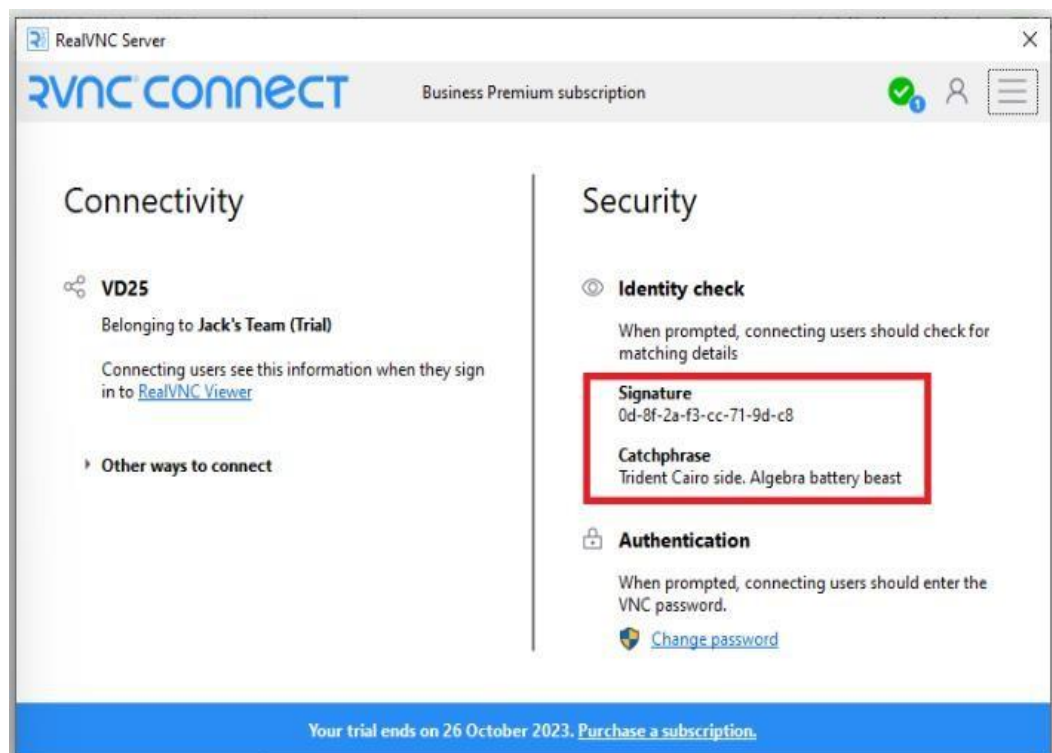 RealVNC Server
RVNC CONNECT
Business Premium subscription
1
Connectivity
VD25
Belonging to Jack's Team (Trial)
Connecting users see this information when they sign
in to RealVNC Viewer
Other ways to connect
Security
Identity check
When prompted, connecting users should check for
matching details
Signature
0d-8f-2a-f3-cc-71-9d-c8
Catchphrase
Trident Cairo side. Algebra battery beast
Authentication
When prompted, connecting users should enter the
VNC password.
Change password
Your trial ends on 26 October 2023. Purchase a subscription.